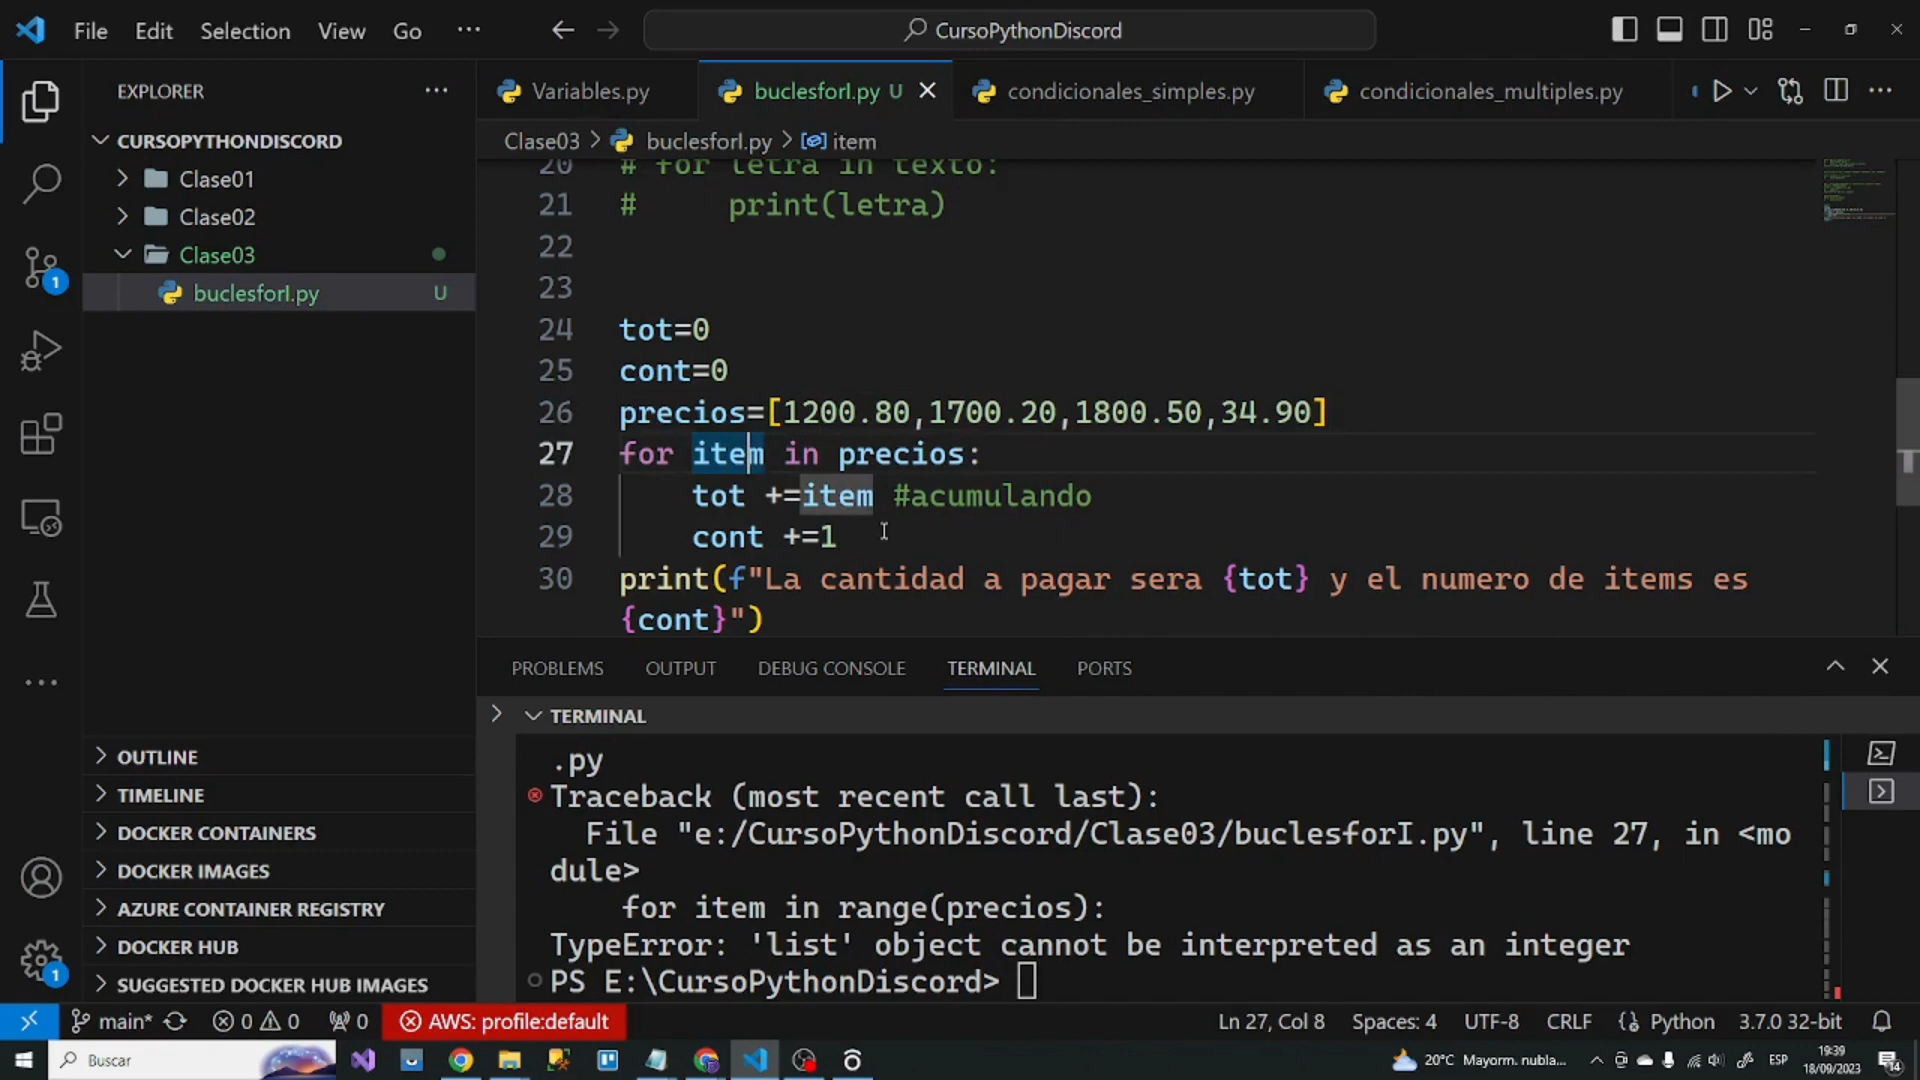 File Edit Selection View Go ··· CursoPythonDiscord
EXPLORER ···
CURSOPYTHONDISCORD
Clase01
Clase02
Clase03
buclesforI.py U
OUTLINE
TIMELINE
DOCKER CONTAINERS
DOCKER IMAGES
AZURE CONTAINER REGISTRY
DOCKER HUB
SUGGESTED DOCKER HUB IMAGES
1
1
Variables.py buclesforI.py U condicionales_simples.py condicionales_multiples.py
Clase03 > buclesforI.py > item
20 # for letra in texto:
21 #     print(letra)
22
23
24 tot=0
25 cont=0
26 precios=[1200.80,1700.20,1800.50,34.90]
27 for item in precios:
28     tot +=item #acumulando
29     cont +=1
30 print(f"La cantidad a pagar sera {tot} y el numero de items es
{cont}")
PROBLEMS OUTPUT DEBUG CONSOLE TERMINAL PORTS
TERMINAL
.py
Traceback (most recent call last):
  File "e:/CursoPythonDiscord/Clase03/buclesforI.py", line 27, in <mo
dule>
    for item in range(precios):
TypeError: 'list' object cannot be interpreted as an integer
PS E:\CursoPythonDiscord>
main* 0 0 0 AWS: profile:default Ln 27, Col 8 Spaces: 4 UTF-8 CRLF Python 3.7.0 32-bit
Buscar 20°C Mayorm. nubla... ESP 19:39
18/09/2023 14